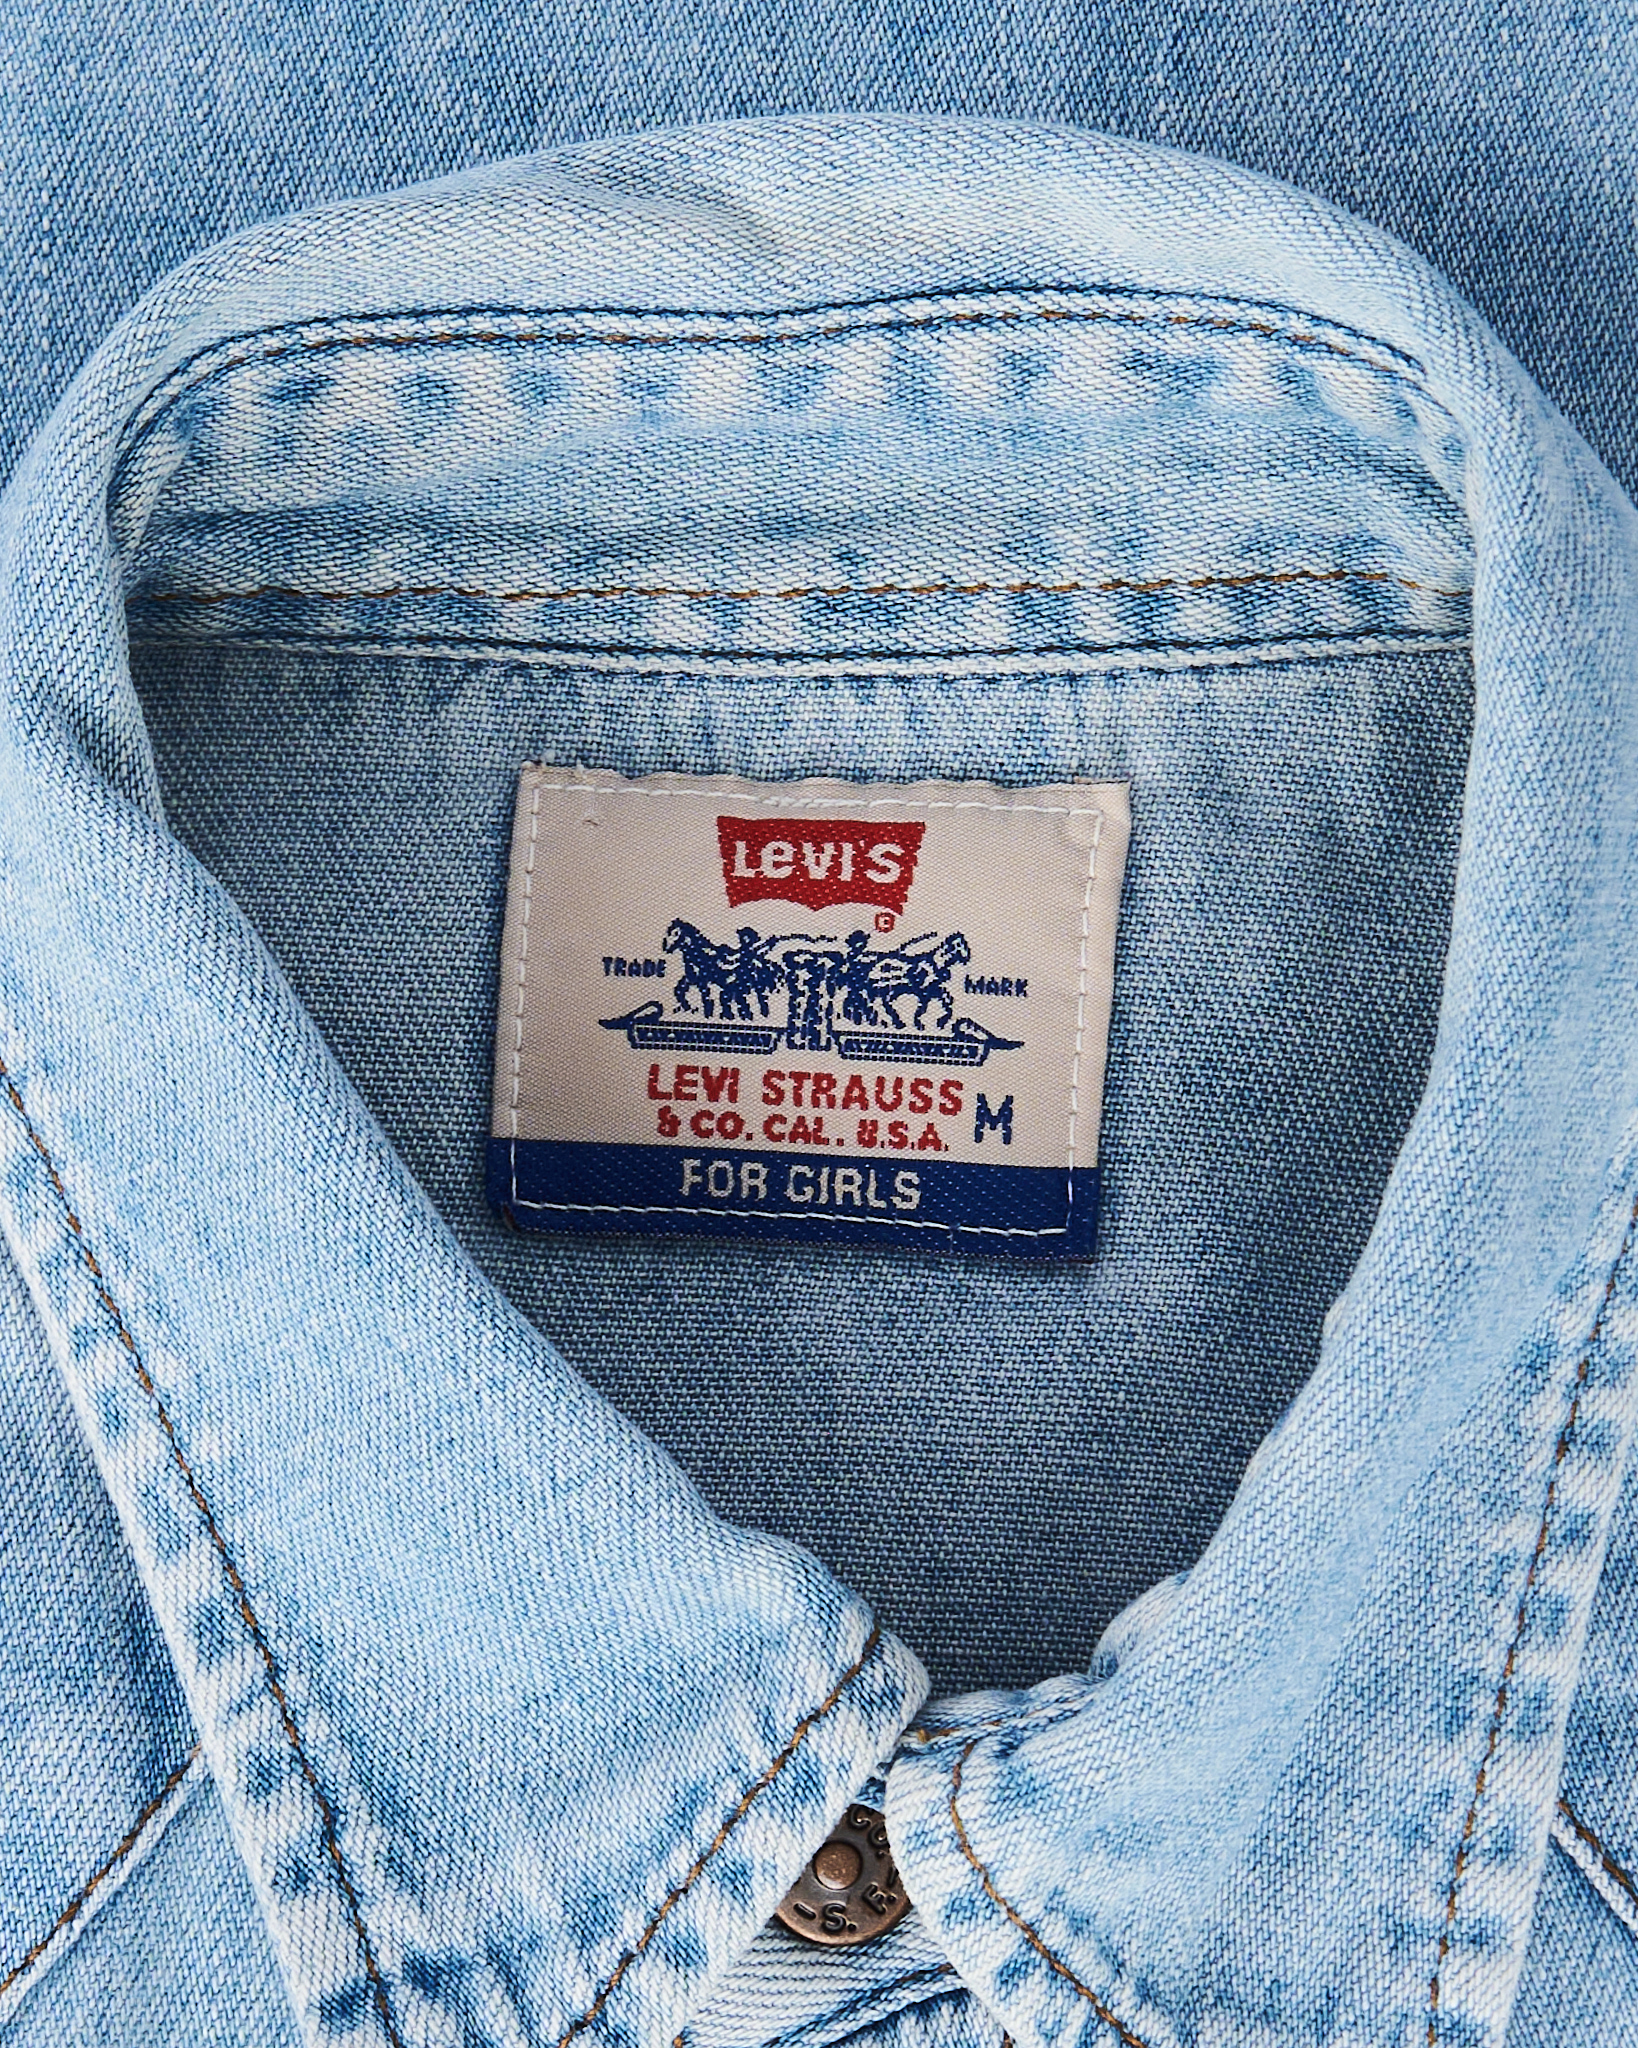 LEVI'S
©
TRADE MARK
LEVI STRAUSS
& CO. CAL. U.S.A. M
FOR GIRLS
S. F.